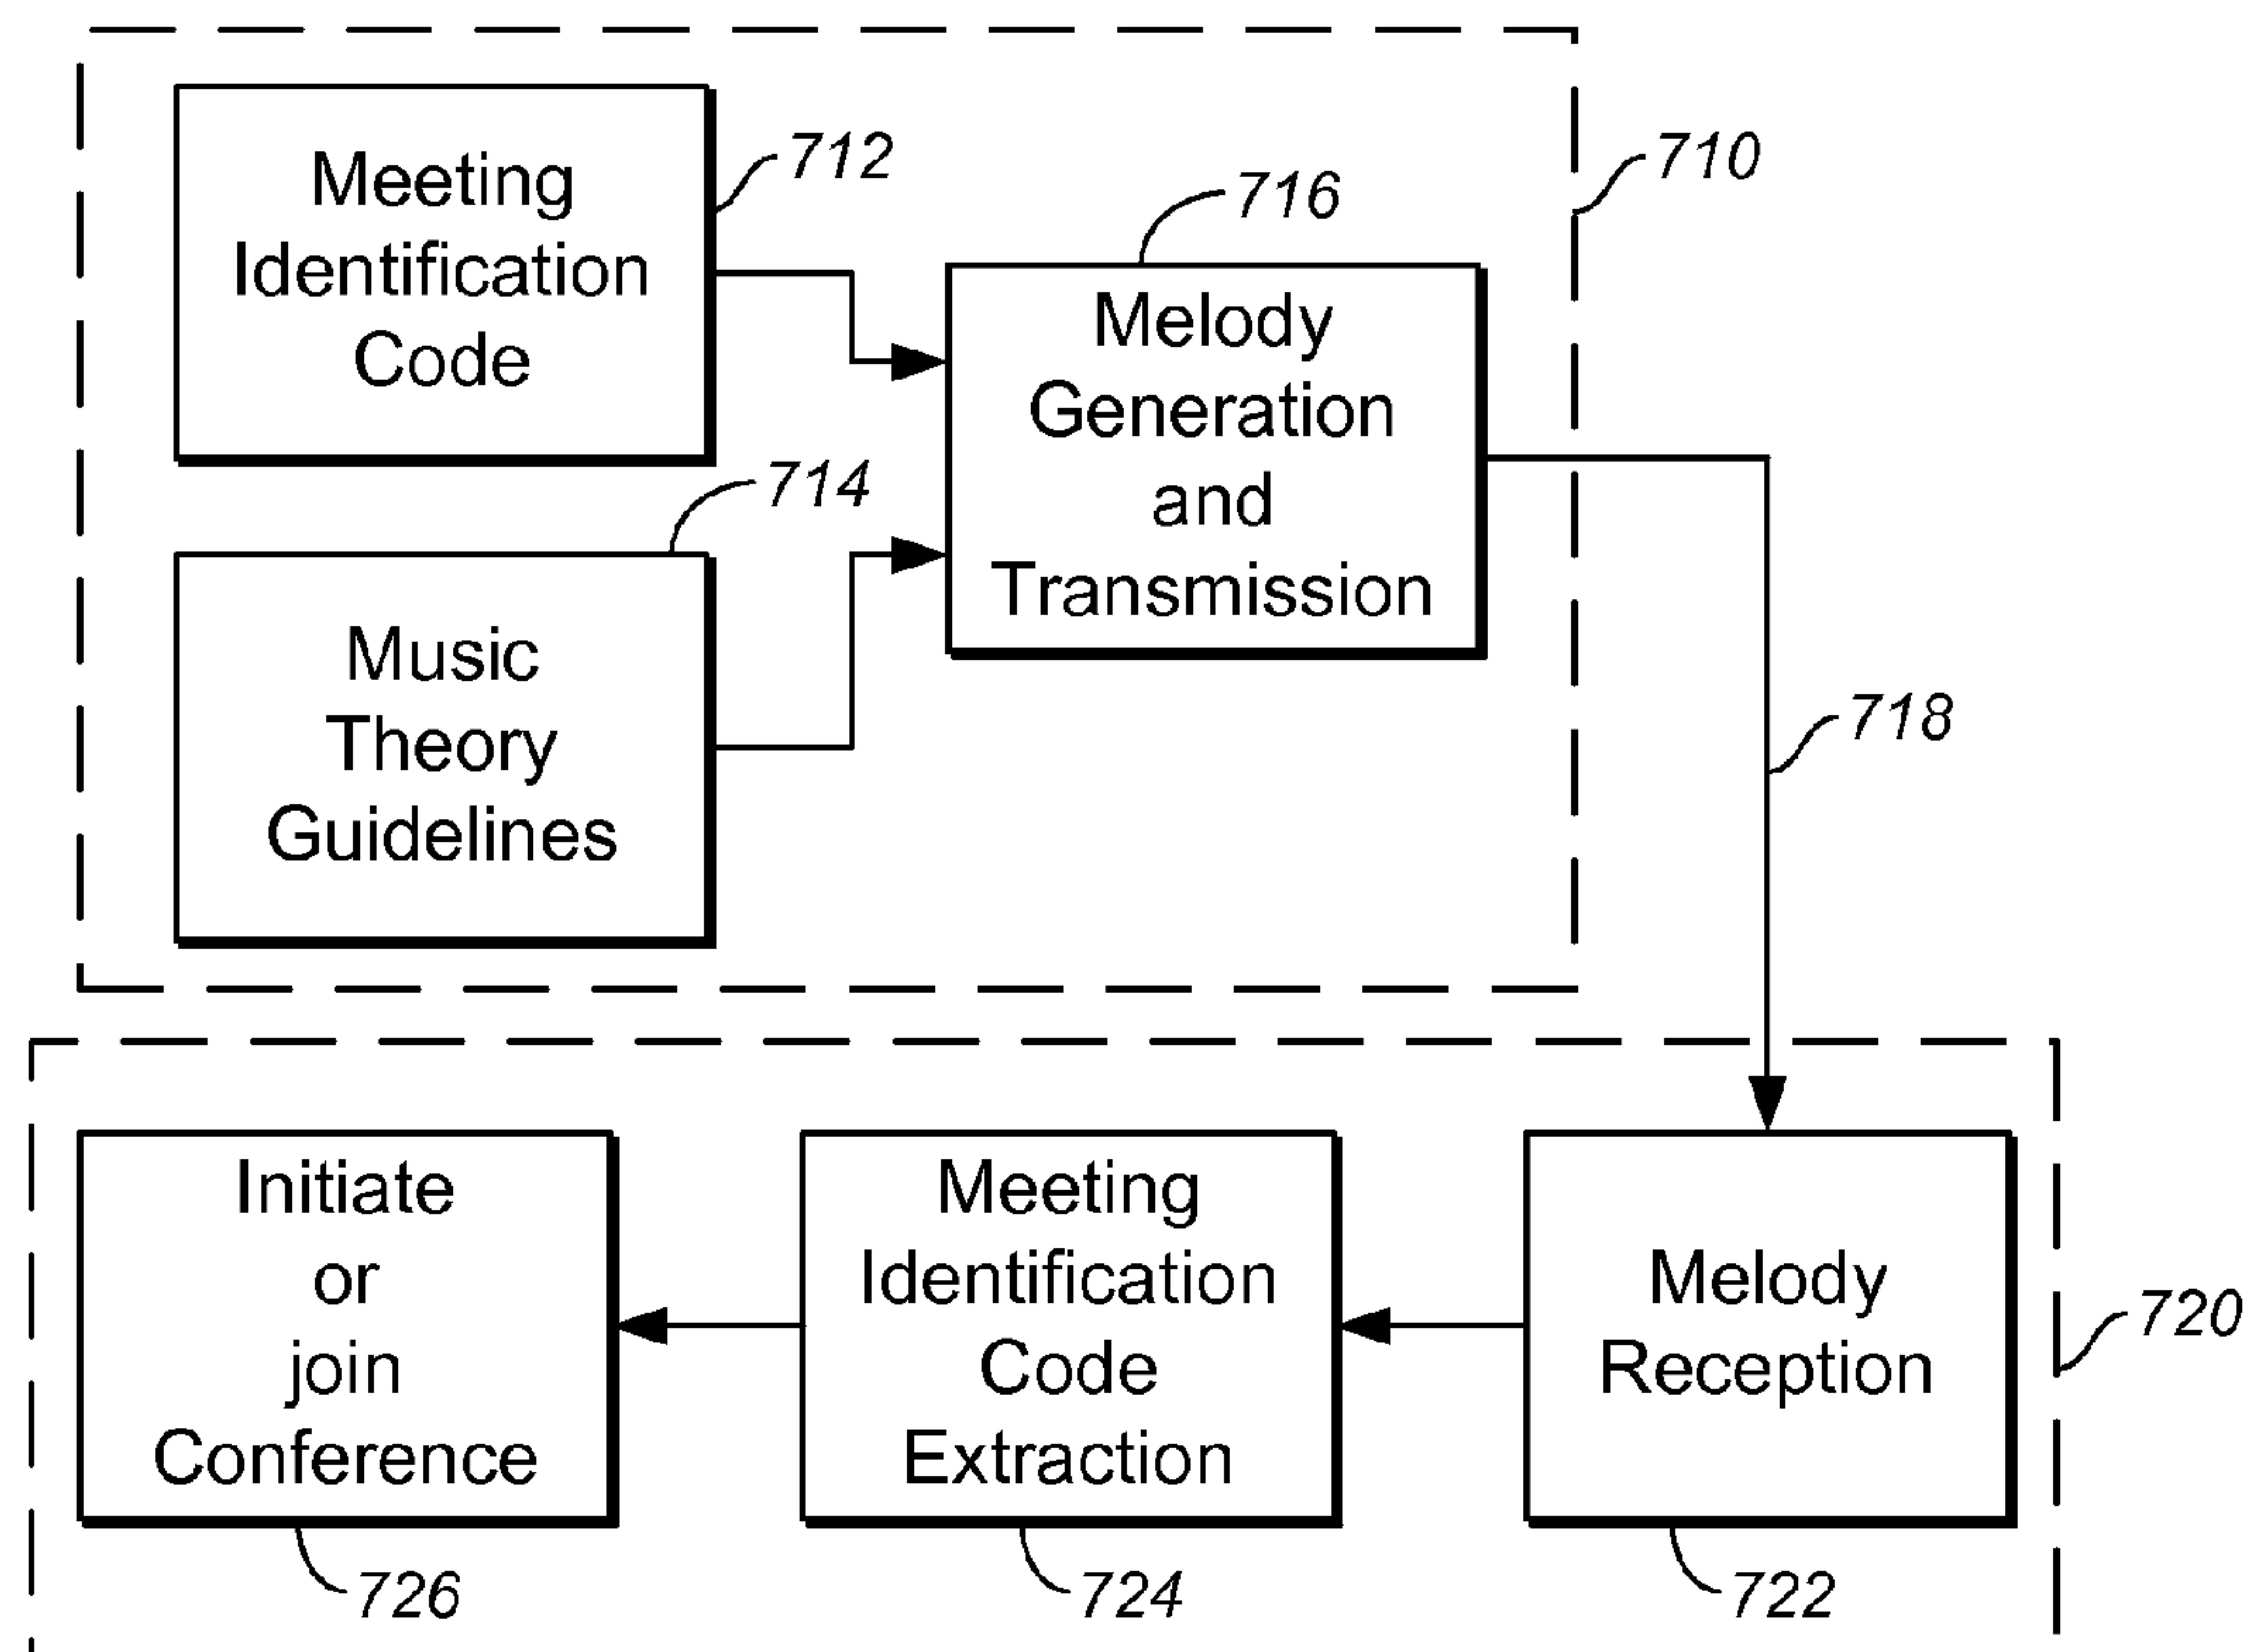 Meeting
Identification
Code
712
710
716
Melody
Generation
and
Transmission
714
Music
Theory
Guidelines
718
Initiate
or
join
Conference
Meeting
Identification
Code
Extraction
Melody
Reception
720
726
724
722